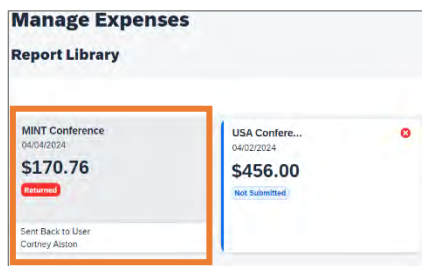 Manage Expenses
Report Library
MINT Conference
04/04/2024
$170.76
Returned
Sent Back to User
Cortney Alston
USA Confere...
04/02/2024
$456.00
Not Submitted